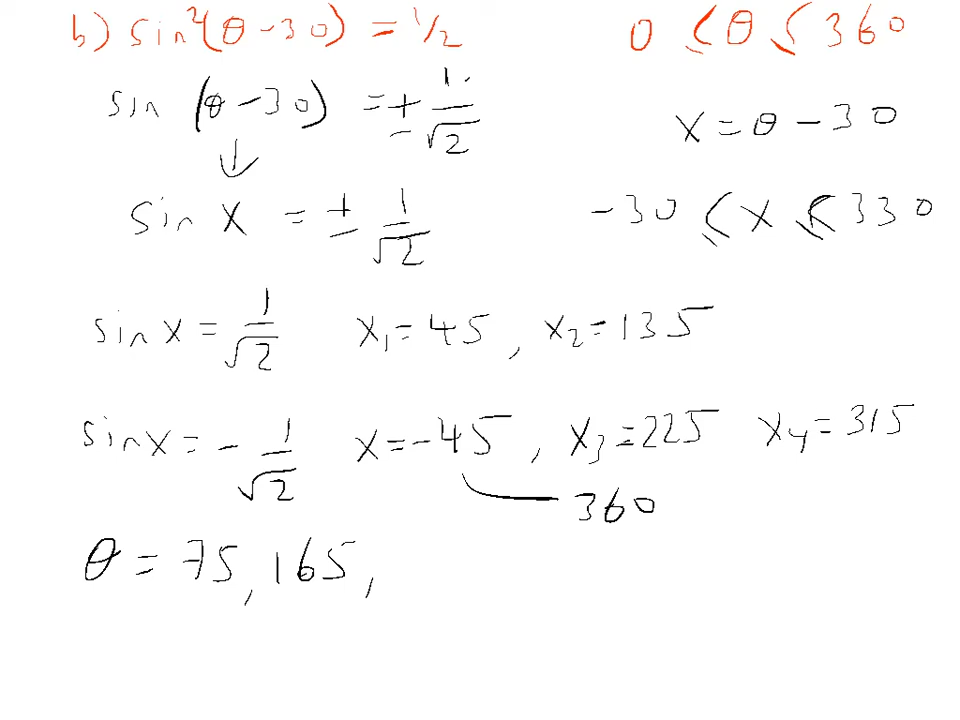 b) sin²(θ-30) = 1/2 0 ≤ θ ≤ 360
sin (θ-30) = ± 1/√2 x = θ - 30
↓
sin x = ± 1/√2 -30 ≤ x ≤ 330
sin x = 1/√2 x₁ = 45, x₂ = 135
sin x = - 1/√2 x = -45, x₃ = 225 x₄ = 315
360
θ = 75, 165,